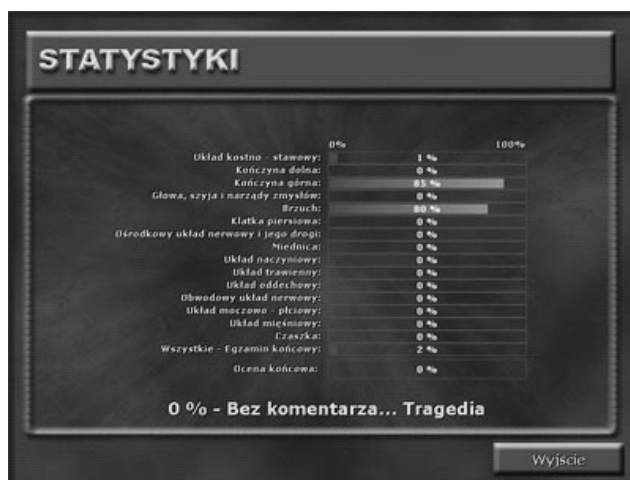 STATYSTYKI
0% 100%
Układ kostno - stawowy: 1 %
Kończyna dolna: 0 %
Kończyna górna: 85 %
Głowa, szyja i narządy zmysłów: 0 %
Brzuch: 80 %
Klatka piersiowa: 0 %
Ośrodkowy układ nerwowy i jego drogi: 0 %
Miednica: 0 %
Układ naczyniowy: 0 %
Układ trawienny: 0 %
Układ oddechowy: 0 %
Obwodowy układ nerwowy: 0 %
Układ moczowo - płciowy: 0 %
Układ mięśniowy: 0 %
Czaszka: 0 %
Wszystkie - Egzamin końcowy: 2 %
Ocena końcowa: 0 %
0 % - Bez komentarza... Tragedia
Wyjście